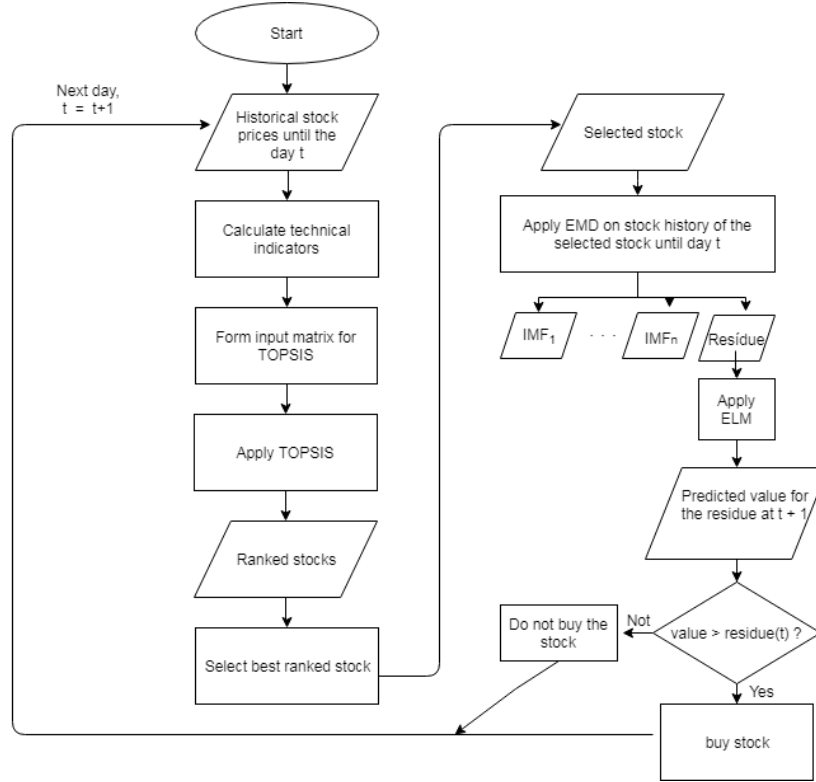 Start
Next day,
t = t+1
Historical stock
prices until the
day t
Calculate technical
indicators
Form input matrix for
TOPSIS
Apply TOPSIS
Ranked stocks
Select best ranked stock
Selected stock
Apply EMD on stock history of the
selected stock until day t
IMF₁
. . .
IMFₙ
Resídue
Apply
ELM
Predicted value for
the residue at t + 1
value > residue(t) ?
Not
Do not buy the
stock
Yes
buy stock